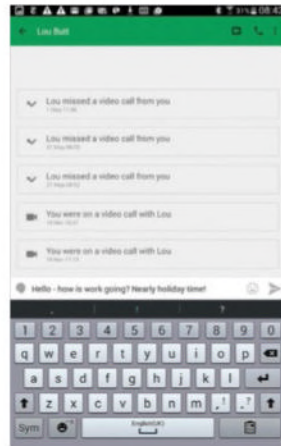 08:43
Lou Butt
Lou missed a video call from you
Lou missed a video call from you
Lou missed a video call from you
You were on a video call with Lou
You were on a video call with Lou
Hello - how is work going? Nearly holiday time!
, ! ?
1 2 3 4 5 6 7 8 9 0
q w e r t y u i o p
a s d f g h j k l
z x c v b n m , ! . ?
Sym English(UK)